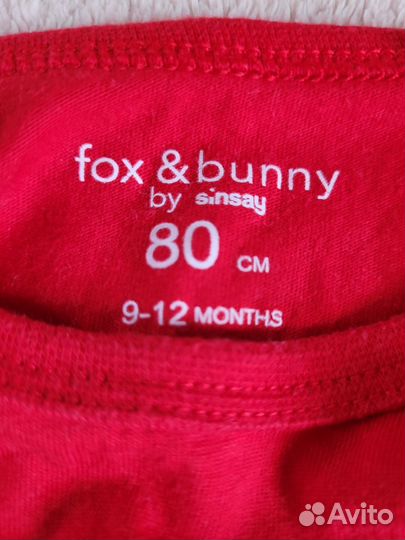 fox & bunny
by sinsay
80 CM
9-12 MONTHS
Avito